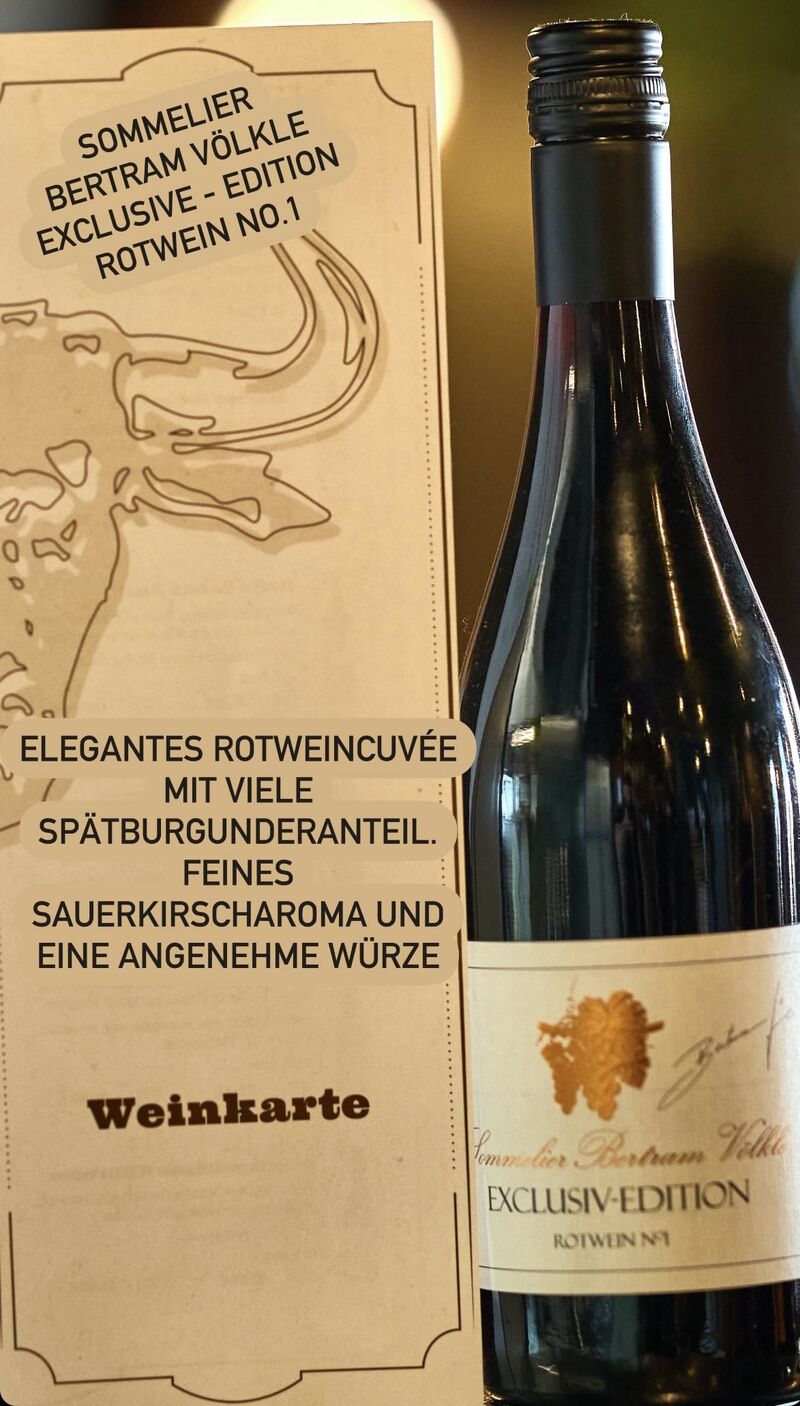 SOMMELIER
BERTRAM VÖLKLE
EXCLUSIVE - EDITION
ROTWEIN NO.1
ELEGANTES ROTWEINCUVÉE
MIT VIELE
SPÄTBURGUNDERANTEIL.
FEINES
SAUERKIRSCHAROMA UND
EINE ANGENEHME WÜRZE
Weinkarte
Sommelier Bertram Völkle
EXCLUSIV-EDITION
ROTWEIN Nº1